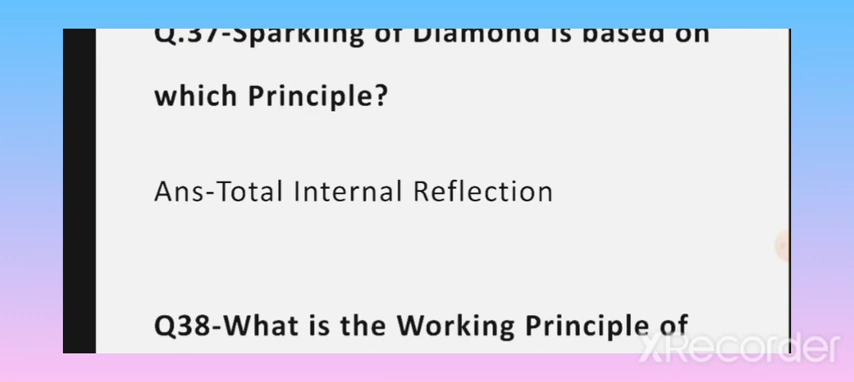 Q.37-Sparkling of Diamond is based on
which Principle?
Ans-Total Internal Reflection
Q38-What is the Working Principle of
XRecorder